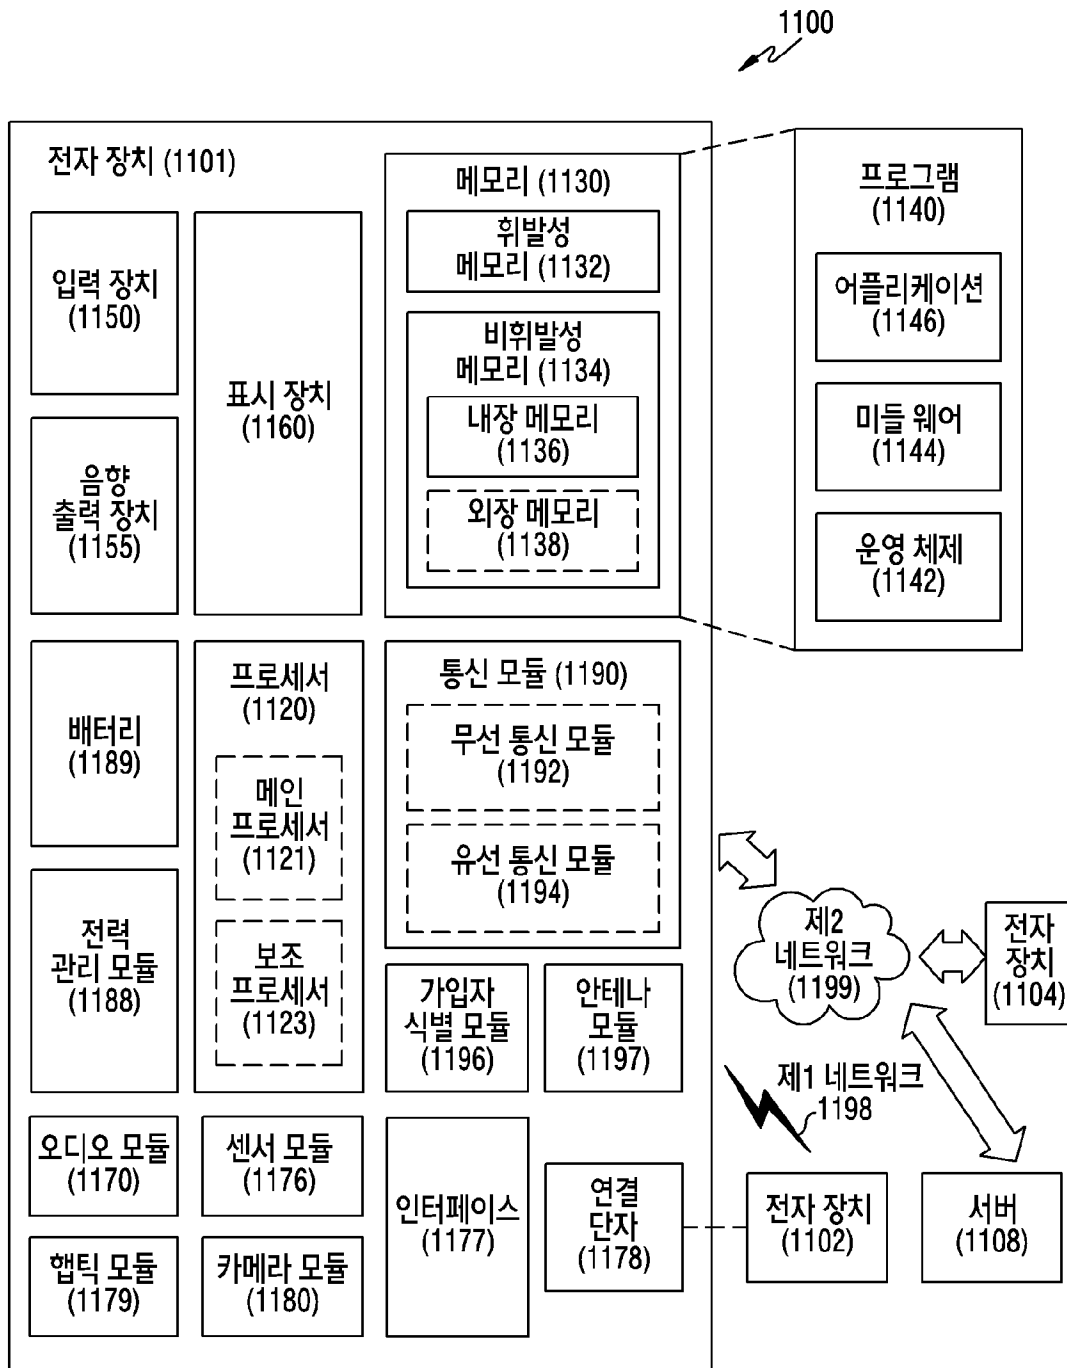 1100
전자 장치 (1101)
입력 장치
(1150)
음향
출력 장치
(1155)
표시 장치
(1160)
메모리 (1130)
휘발성
메모리 (1132)
비휘발성
메모리 (1134)
내장 메모리
(1136)
외장 메모리
(1138)
프로그램
(1140)
어플리케이션
(1146)
미들 웨어
(1144)
운영 체제
(1142)
배터리
(1189)
전력
관리 모듈
(1188)
프로세서
(1120)
메인
프로세서
(1121)
보조
프로세서
(1123)
통신 모듈 (1190)
무선 통신 모듈
(1192)
유선 통신 모듈
(1194)
가입자
식별 모듈
(1196)
안테나
모듈
(1197)
제2
네트워크
(1199)
전자
장치
(1104)
제1 네트워크
1198
오디오 모듈
(1170)
센서 모듈
(1176)
인터페이스
(1177)
연결
단자
(1178)
전자 장치
(1102)
서버
(1108)
햅틱 모듈
(1179)
카메라 모듈
(1180)